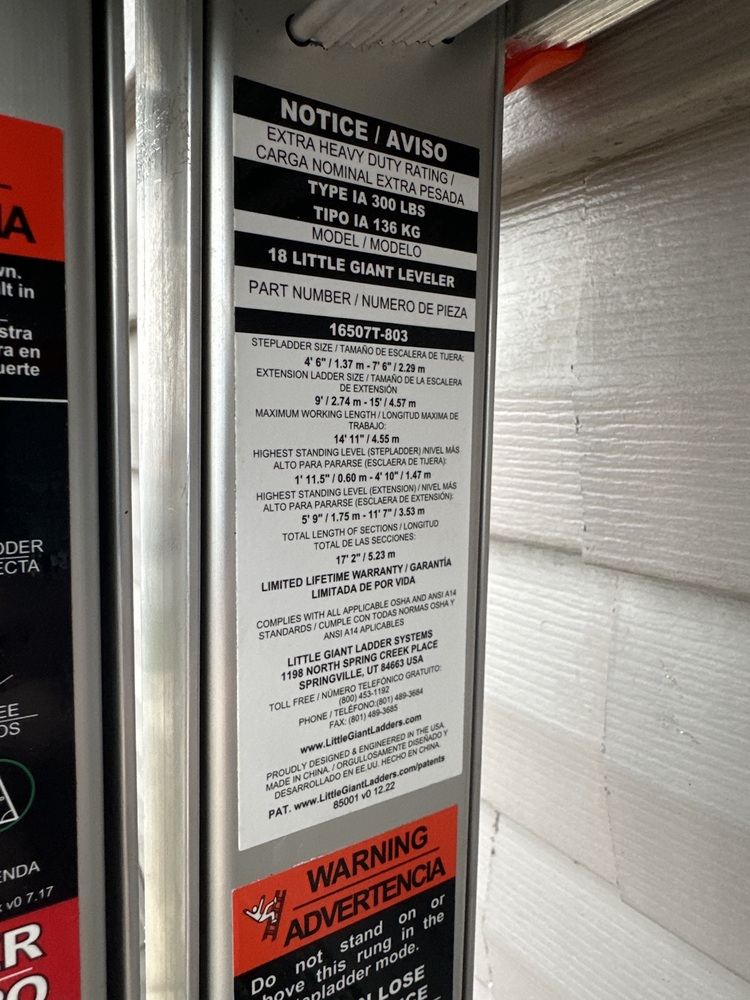 NOTICE / AVISO
EXTRA HEAVY DUTY RATING /
CARGA NOMINAL EXTRA PESADA
TYPE IA 300 LBS
TIPO IA 136 KG
MODEL / MODELO
18 LITTLE GIANT LEVELER
PART NUMBER / NUMERO DE PIEZA
16507T-803
STEPLADDER SIZE / TAMAÑO DE ESCALERA DE TIJERA:
4' 6" / 1.37 m - 7' 6" / 2.29 m
EXTENSION LADDER SIZE / TAMAÑO DE LA ESCALERA
DE EXTENSIÓN
9' / 2.74 m - 15' / 4.57 m
MAXIMUM WORKING LENGTH / LONGITUD MAXIMA DE
TRABAJO:
14' 11" / 4.55 m
HIGHEST STANDING LEVEL (STEPLADDER) /NIVEL MÁS
ALTO PARA PARARSE (ESCLAERA DE TIJERA):
1' 11.5" / 0.60 m - 4' 10" / 1.47 m
HIGHEST STANDING LEVEL (EXTENSION) / NIVEL MÁS
ALTO PARA PARARSE (ESCLAERA DE EXTENSIÓN):
5' 9" / 1.75 m - 11' 7" / 3.53 m
TOTAL LENGTH OF SECTIONS / LONGITUD
TOTAL DE LAS SECCIONES:
17' 2" / 5.23 m
LIMITED LIFETIME WARRANTY / GARANTÍA
LIMITADA DE POR VIDA
COMPLIES WITH ALL APPLICABLE OSHA AND ANSI A14
STANDARDS / CUMPLE CON TODAS NORMAS OSHA Y
ANSI A14 APLICABLES
LITTLE GIANT LADDER SYSTEMS
1198 NORTH SPRING CREEK PLACE
SPRINGVILLE, UT 84663 USA
TOLL FREE / NÚMERO TELEFÓNICO GRATUITO:
(800) 453-1192
PHONE / TELÉFONO:(801) 489-3684
FAX: (801) 489-3685
www.LittleGiantLadders.com
PROUDLY DESIGNED & ENGINEERED IN THE USA.
MADE IN CHINA. / ORGULLOSAMENTE DISEÑADO Y
DESARROLLADO EN EE.UU. HECHO EN CHINA.
PAT. www.LittleGiantLadders.com/patents
85001 v0 12.22
WARNING
ADVERTENCIA
Do not stand on or
above this rung in the
stepladder mode.
LOSE
v0 7.17